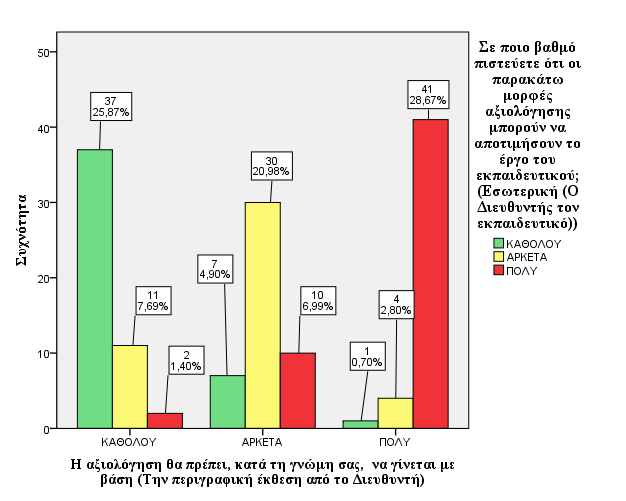 50
40
30
20
10
0
Συχνότητα
37
25,87%
11
7,69%
2
1,40%
7
4,90%
30
20,98%
10
6,99%
1
0,70%
4
2,80%
41
28,67%
ΚΑΘΟΛΟΥ
ΑΡΚΕΤΑ
ΠΟΛΥ
Η αξιολόγηση θα πρέπει, κατά τη γνώμη σας, να γίνεται με
βάση (Την περιγραφική έκθεση από το Διευθυντή)
Σε ποιο βαθμό
πιστεύετε ότι οι
παρακάτω
μορφές
αξιολόγησης
μπορούν να
αποτιμήσουν το
έργο του
εκπαιδευτικού;
(Εσωτερική (Ο
Διευθυντής τον
εκπαιδευτικό))
ΚΑΘΟΛΟΥ
ΑΡΚΕΤΑ
ΠΟΛΥ